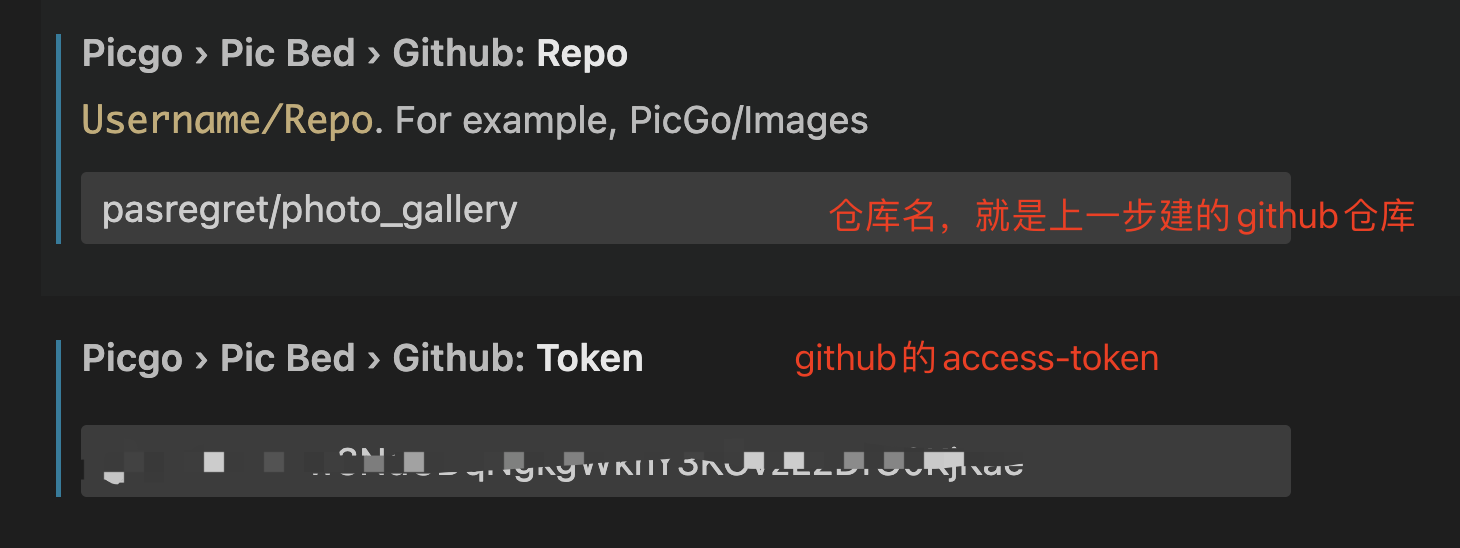 Picgo › Pic Bed › Github: Repo
Username/Repo. For example, PicGo/Images
pasregret/photo_gallery
仓库名，就是上一步建的github仓库
Picgo › Pic Bed › Github: Token
github的access-token